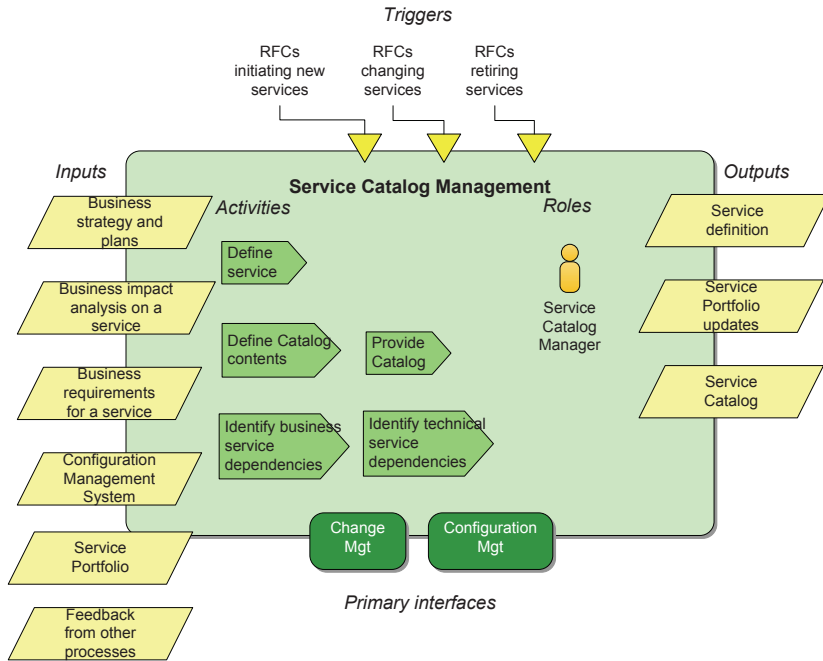 Triggers
RFCs
initiating new
services
RFCs
changing
services
RFCs
retiring
services
Inputs
Service Catalog Management
Outputs
Activities
Roles
Business
strategy and
plans
Business impact
analysis on a
service
Business
requirements
for a service
Configuration
Management
System
Service
Portfolio
Feedback
from other
processes
Define
service
Define Catalog
contents
Provide
Catalog
Identify business
service
dependencies
Identify technical
service
dependencies
Service
Catalog
Manager
Service
definition
Service
Portfolio
updates
Service
Catalog
Change
Mgt
Configuration
Mgt
Primary interfaces